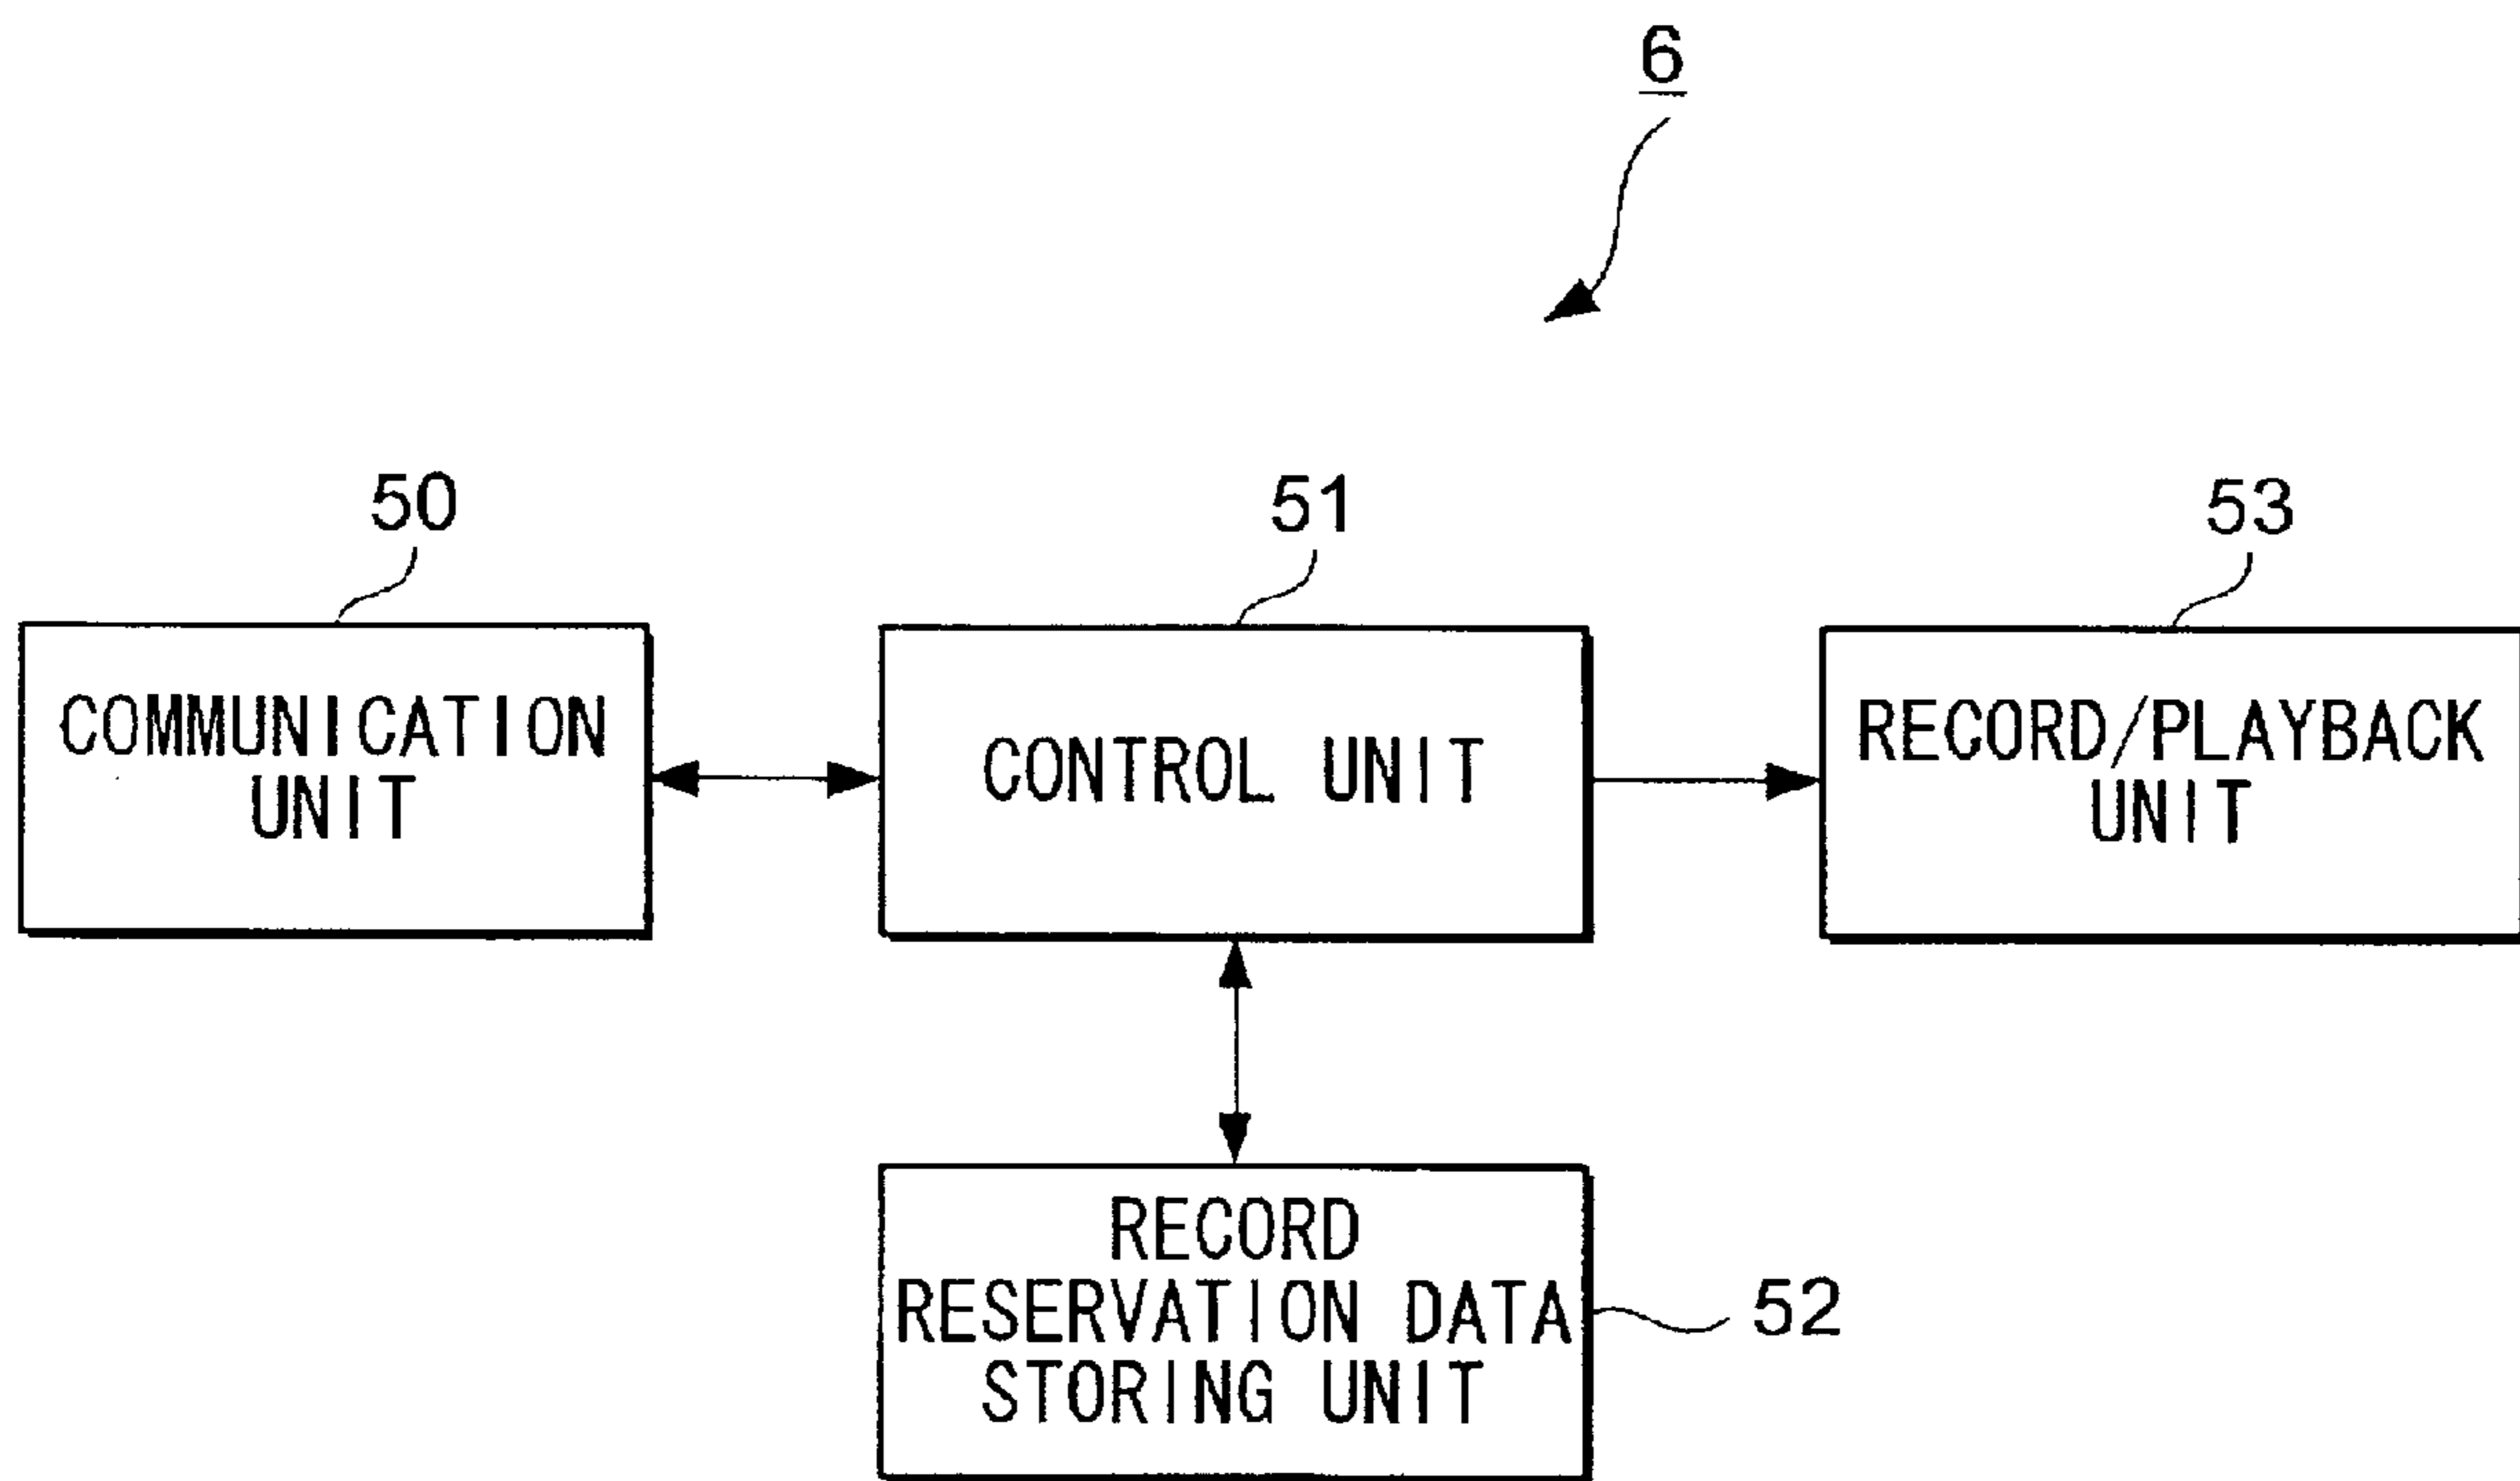 6
50
51
53
COMMUNICATION
UNIT
CONTROL UNIT
RECORD/PLAYBACK
UNIT
RECORD
RESERVATION DATA
STORING UNIT
52